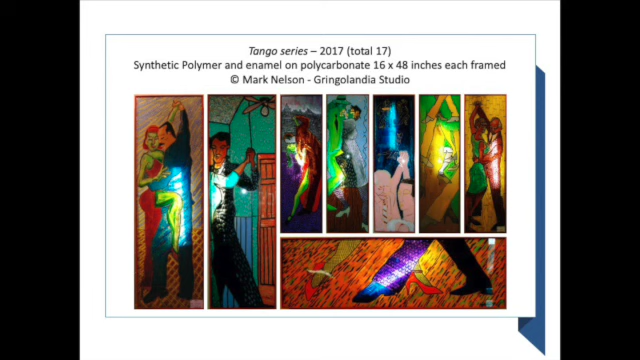 Tango series – 2017 (total 17)
Synthetic Polymer and enamel on polycarbonate 16 x 48 inches each framed
© Mark Nelson - Gringolandia Studio